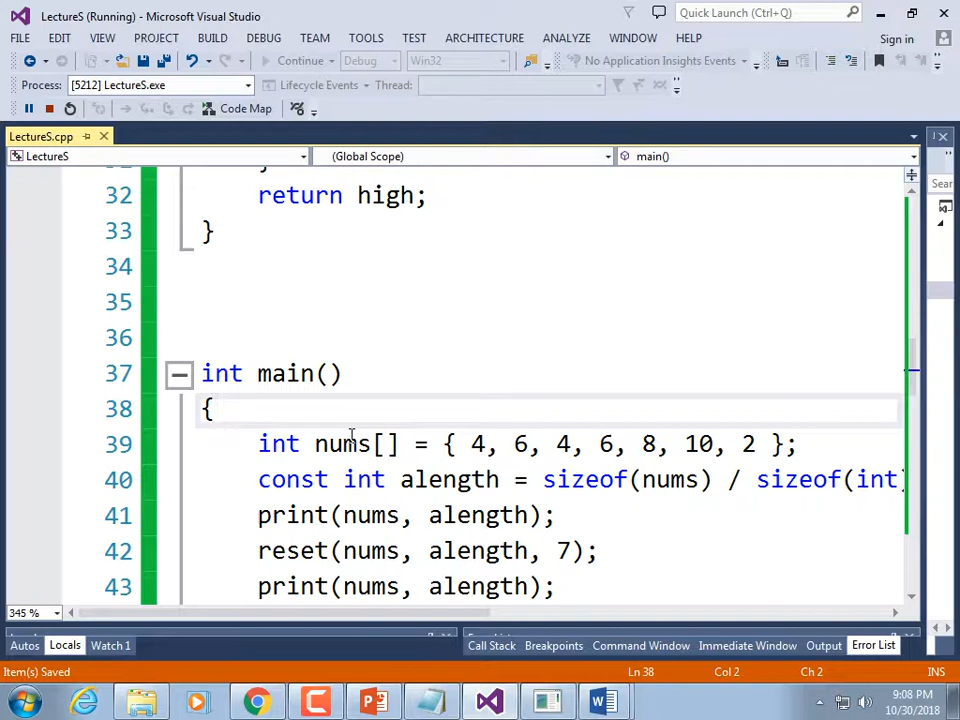 LectureS (Running) - Microsoft Visual Studio
Quick Launch (Ctrl+Q)
FILE EDIT VIEW PROJECT BUILD DEBUG TEAM TOOLS TEST ARCHITECTURE ANALYZE WINDOW HELP Sign in
Continue Debug Win32 No Application Insights Events
Process: [5212] LectureS.exe Lifecycle Events Thread:
Code Map
LectureS.cpp
LectureS (Global Scope) main()
Sear
32 return high;
33 }
34
35
36
37 int main()
38 {
39 int nums[] = { 4, 6, 4, 6, 8, 10, 2 };
40 const int alength = sizeof(nums) / sizeof(int)
41 print(nums, alength);
42 reset(nums, alength, 7);
43 print(nums, alength);
345 %
Autos Locals Watch 1 Call Stack Breakpoints Command Window Immediate Window Output Error List
Item(s) Saved Ln 38 Col 2 Ch 2 INS
9:08 PM
10/30/2018